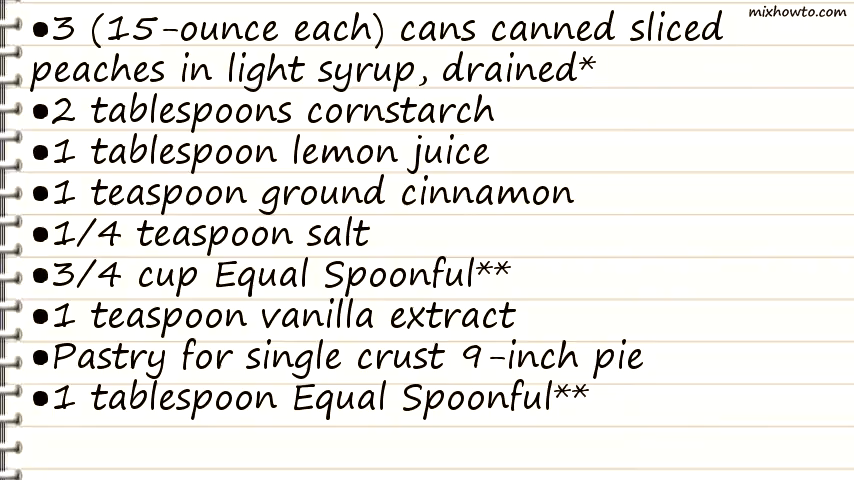 mixhowto.com
•3 (15-ounce each) cans canned sliced
peaches in light syrup, drained*
•2 tablespoons cornstarch
•1 tablespoon lemon juice
•1 teaspoon ground cinnamon
•1/4 teaspoon salt
•3/4 cup Equal Spoonful**
•1 teaspoon vanilla extract
•Pastry for single crust 9-inch pie
•1 tablespoon Equal Spoonful**